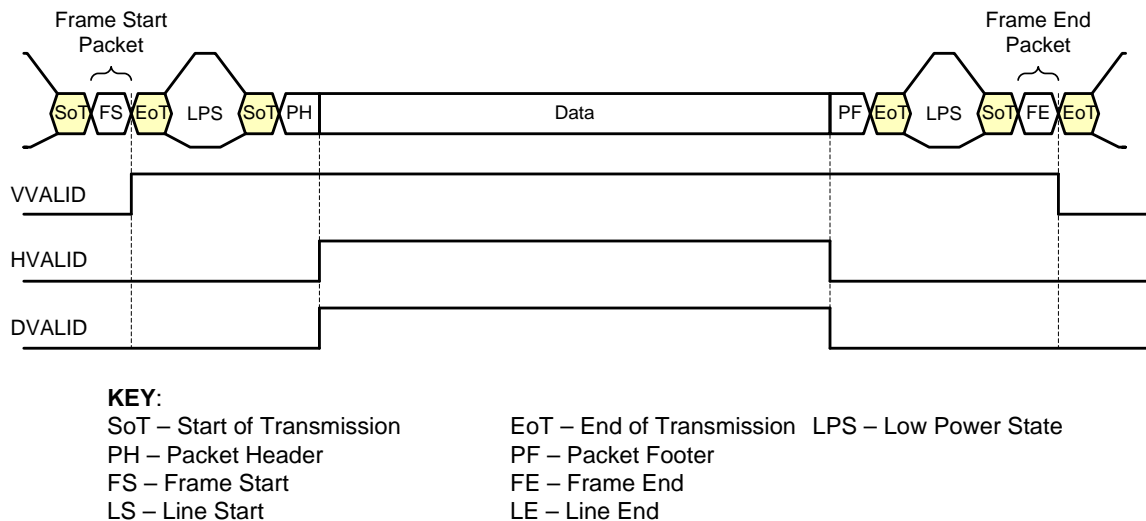 Frame Start
Packet
Frame End
Packet
SoT FS EoT LPS SoT PH Data PF EoT LPS SoT FE EoT
VVALID
HVALID
DVALID
KEY:
SoT – Start of Transmission EoT – End of Transmission LPS – Low Power State
PH – Packet Header PF – Packet Footer
FS – Frame Start FE – Frame End
LS – Line Start LE – Line End